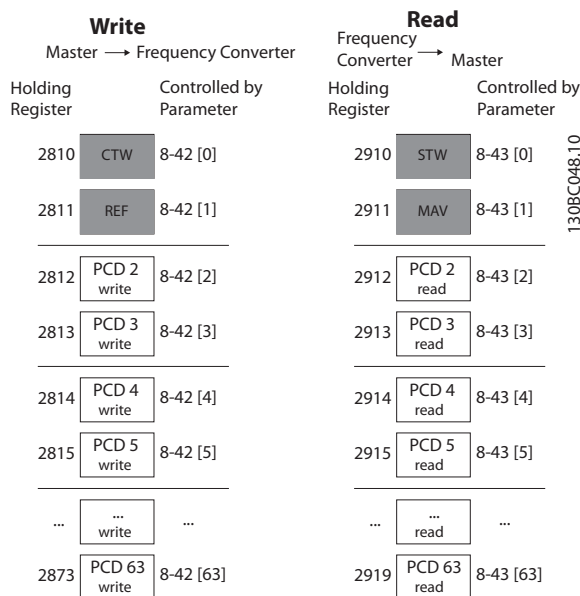 Write
Master → Frequency Converter
Holding Register Controlled by Parameter
2810 CTW 8-42 [0]
2811 REF 8-42 [1]
2812 PCD 2 write 8-42 [2]
2813 PCD 3 write 8-42 [3]
2814 PCD 4 write 8-42 [4]
2815 PCD 5 write 8-42 [5]
... ... write ...
2873 PCD 63 write 8-42 [63]
Read
Frequency Converter → Master
Holding Register Controlled by Parameter
2910 STW 8-43 [0]
2911 MAV 8-43 [1]
2912 PCD 2 read 8-43 [2]
2913 PCD 3 read 8-43 [3]
2914 PCD 4 read 8-43 [4]
2915 PCD 5 read 8-43 [5]
... ... read ...
2919 PCD 63 read 8-43 [63]
130BC048.10